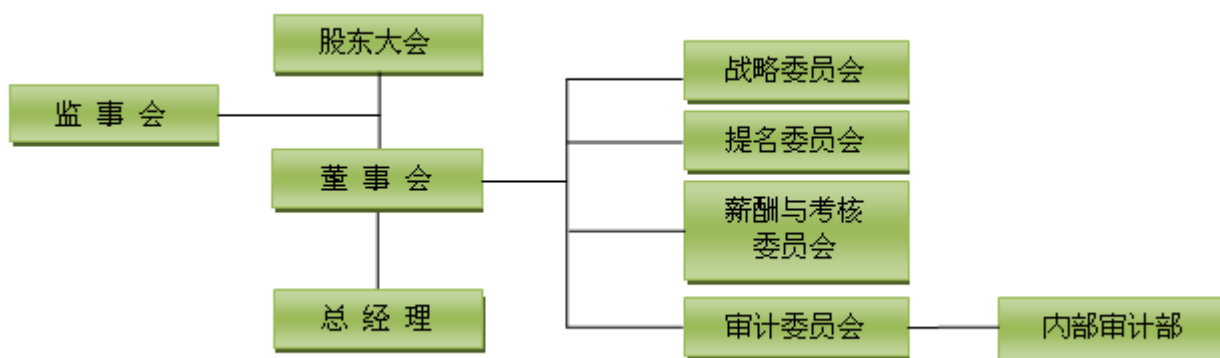 股东大会
监 事 会
董 事 会
总 经 理
战略委员会
提名委员会
薪酬与考核
委员会
审计委员会
内部审计部